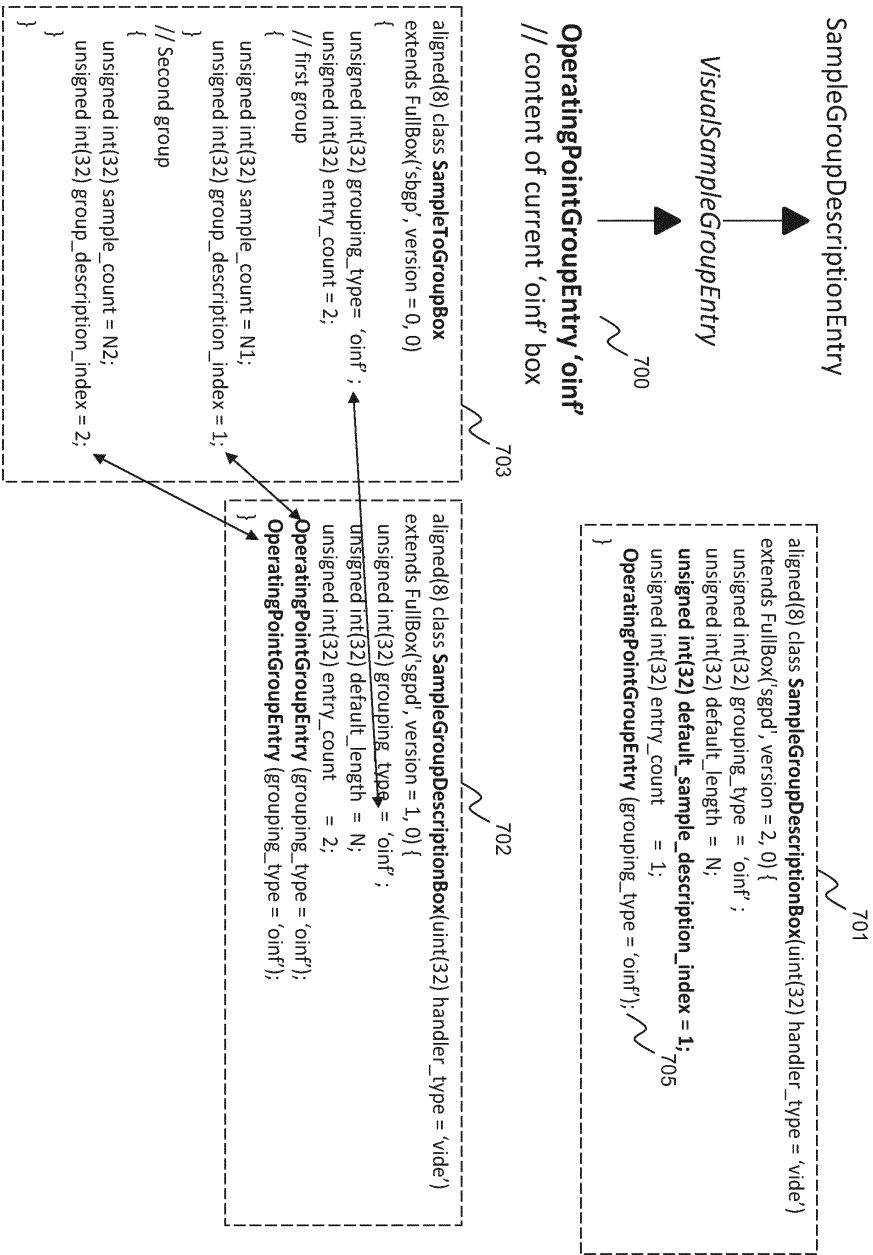 SampleGroupDescriptionEntry
VisualSampleGroupEntry
700
OperatingPointGroupEntry ‘oinf’
// content of current ‘oinf’ box
701
aligned(8) class SampleGroupDescriptionBox(uint(32) handler_type = ‘vide’)
extends FullBox('sgpd', version = 2, 0) {
unsigned int(32) grouping_type = ‘oinf’ ;
unsigned int(32) default_length = N;
unsigned int(32) default_sample_description_index = 1;
unsigned int(32) entry_count = 1;
OperatingPointGroupEntry (grouping_type = ‘oinf’);
}
705
703
aligned(8) class SampleToGroupBox
extends FullBox(‘sbgp’, version = 0, 0)
{
unsigned int(32) grouping_type= ‘oinf’ ;
unsigned int(32) entry_count = 2;
// first group
{
unsigned int(32) sample_count = N1;
unsigned int(32) group_description_index = 1;
}
// Second group
{
unsigned int(32) sample_count = N2;
unsigned int(32) group_description_index = 2;
}
}
702
aligned(8) class SampleGroupDescriptionBox(uint(32) handler_type = ‘vide’)
extends FullBox('sgpd', version = 1, 0) {
unsigned int(32) grouping_type = ‘oinf’ ;
unsigned int(32) default_length = N;
unsigned int(32) entry_count = 2;
OperatingPointGroupEntry (grouping_type = ‘oinf’);
OperatingPointGroupEntry (grouping_type = ‘oinf’);
}